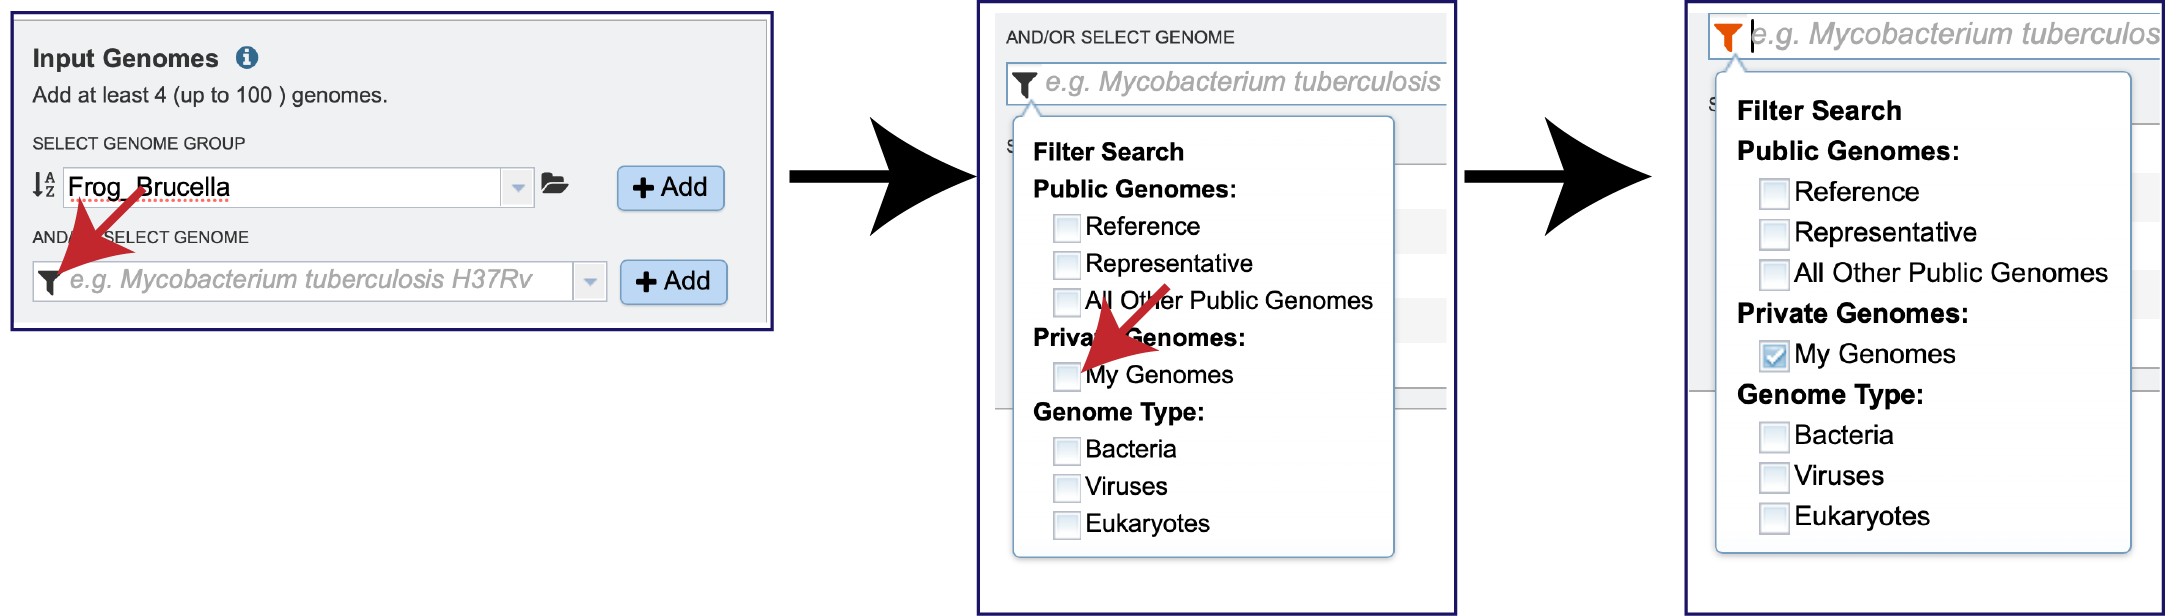 Input Genomes
Add at least 4 (up to 100 ) genomes.
SELECT GENOME GROUP
Frog_Brucella
Add
SELECT GENOME
e.g. Mycobacterium tuberculosis H37Rv
Add
AND/OR SELECT GENOME
e.g. Mycobacterium tuberculosis
Filter Search
Public Genomes:
Reference
Representative
All Other Public Genomes
Private Genomes:
My Genomes
Genome Type:
Bacteria
Viruses
Eukaryotes
e.g. Mycobacterium tuberculos
Filter Search
Public Genomes:
Reference
Representative
All Other Public Genomes
Private Genomes:
My Genomes
Genome Type:
Bacteria
Viruses
Eukaryotes